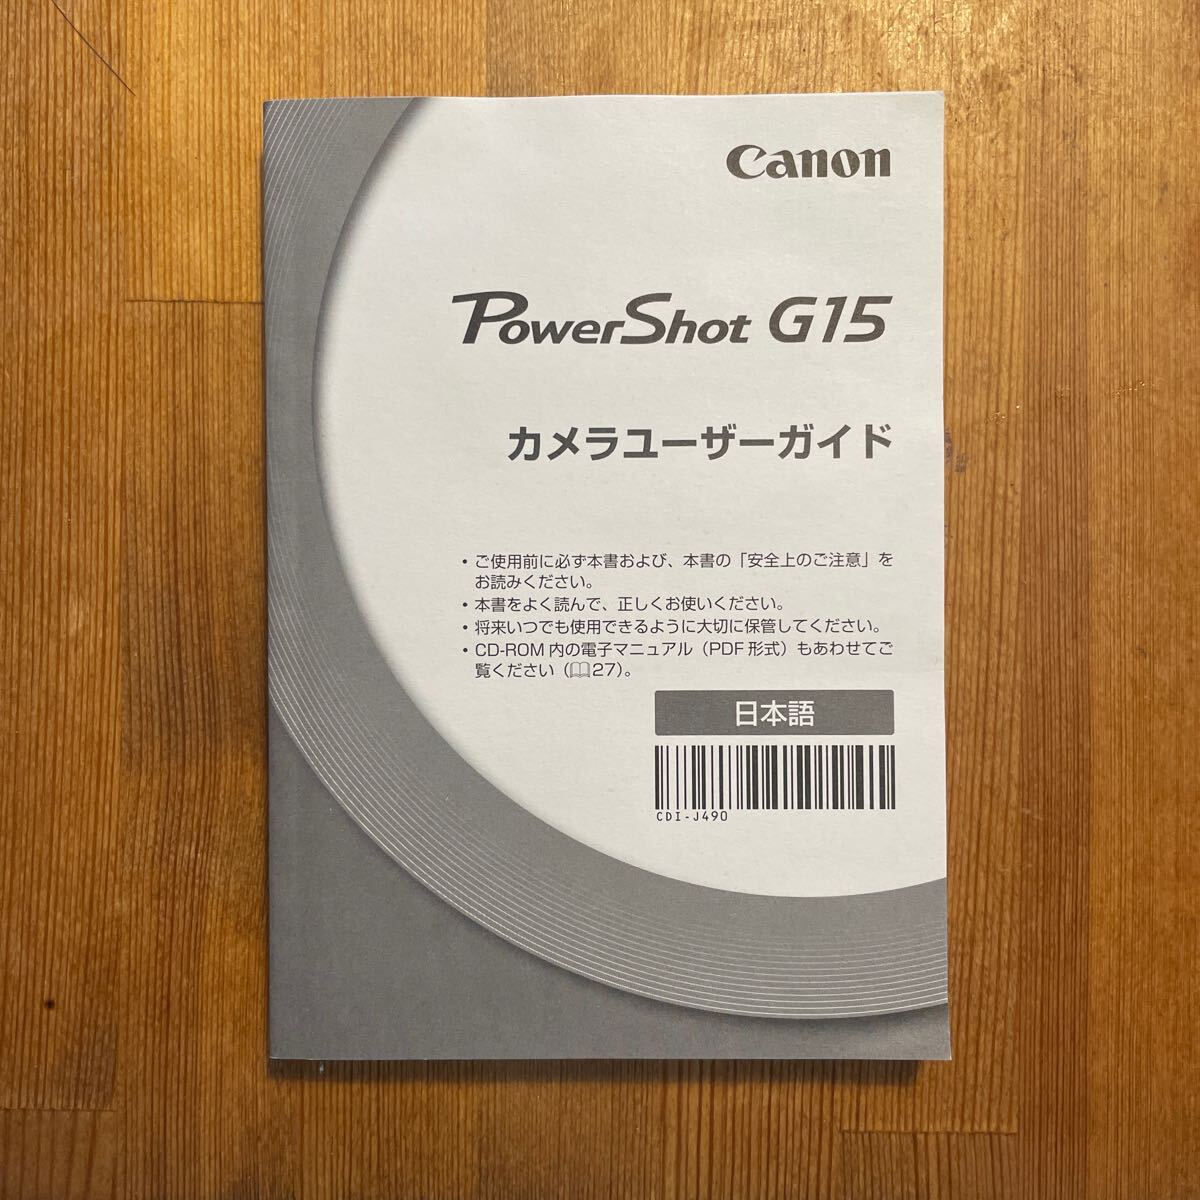 Canon
PowerShot G15
カメラユーザーガイド
・ご使用前に必ず本書および、本書の「安全上のご注意」を
お読みください。
・本書をよく読んで、正しくお使いください。
・将来いつでも使用できるように大切に保管してください。
・CD-ROM 内の電子マニュアル（PDF 形式）もあわせてご
覧ください（📖27）。
日本語
CDI-J490